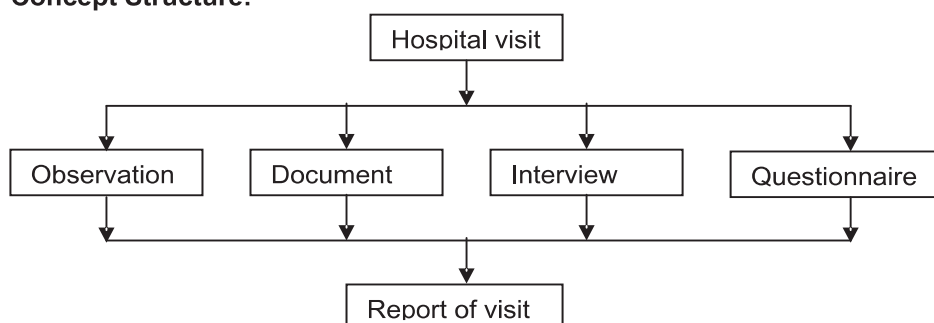 Concept Structure:
Hospital visit
Observation
Document
Interview
Questionnaire
Report of visit